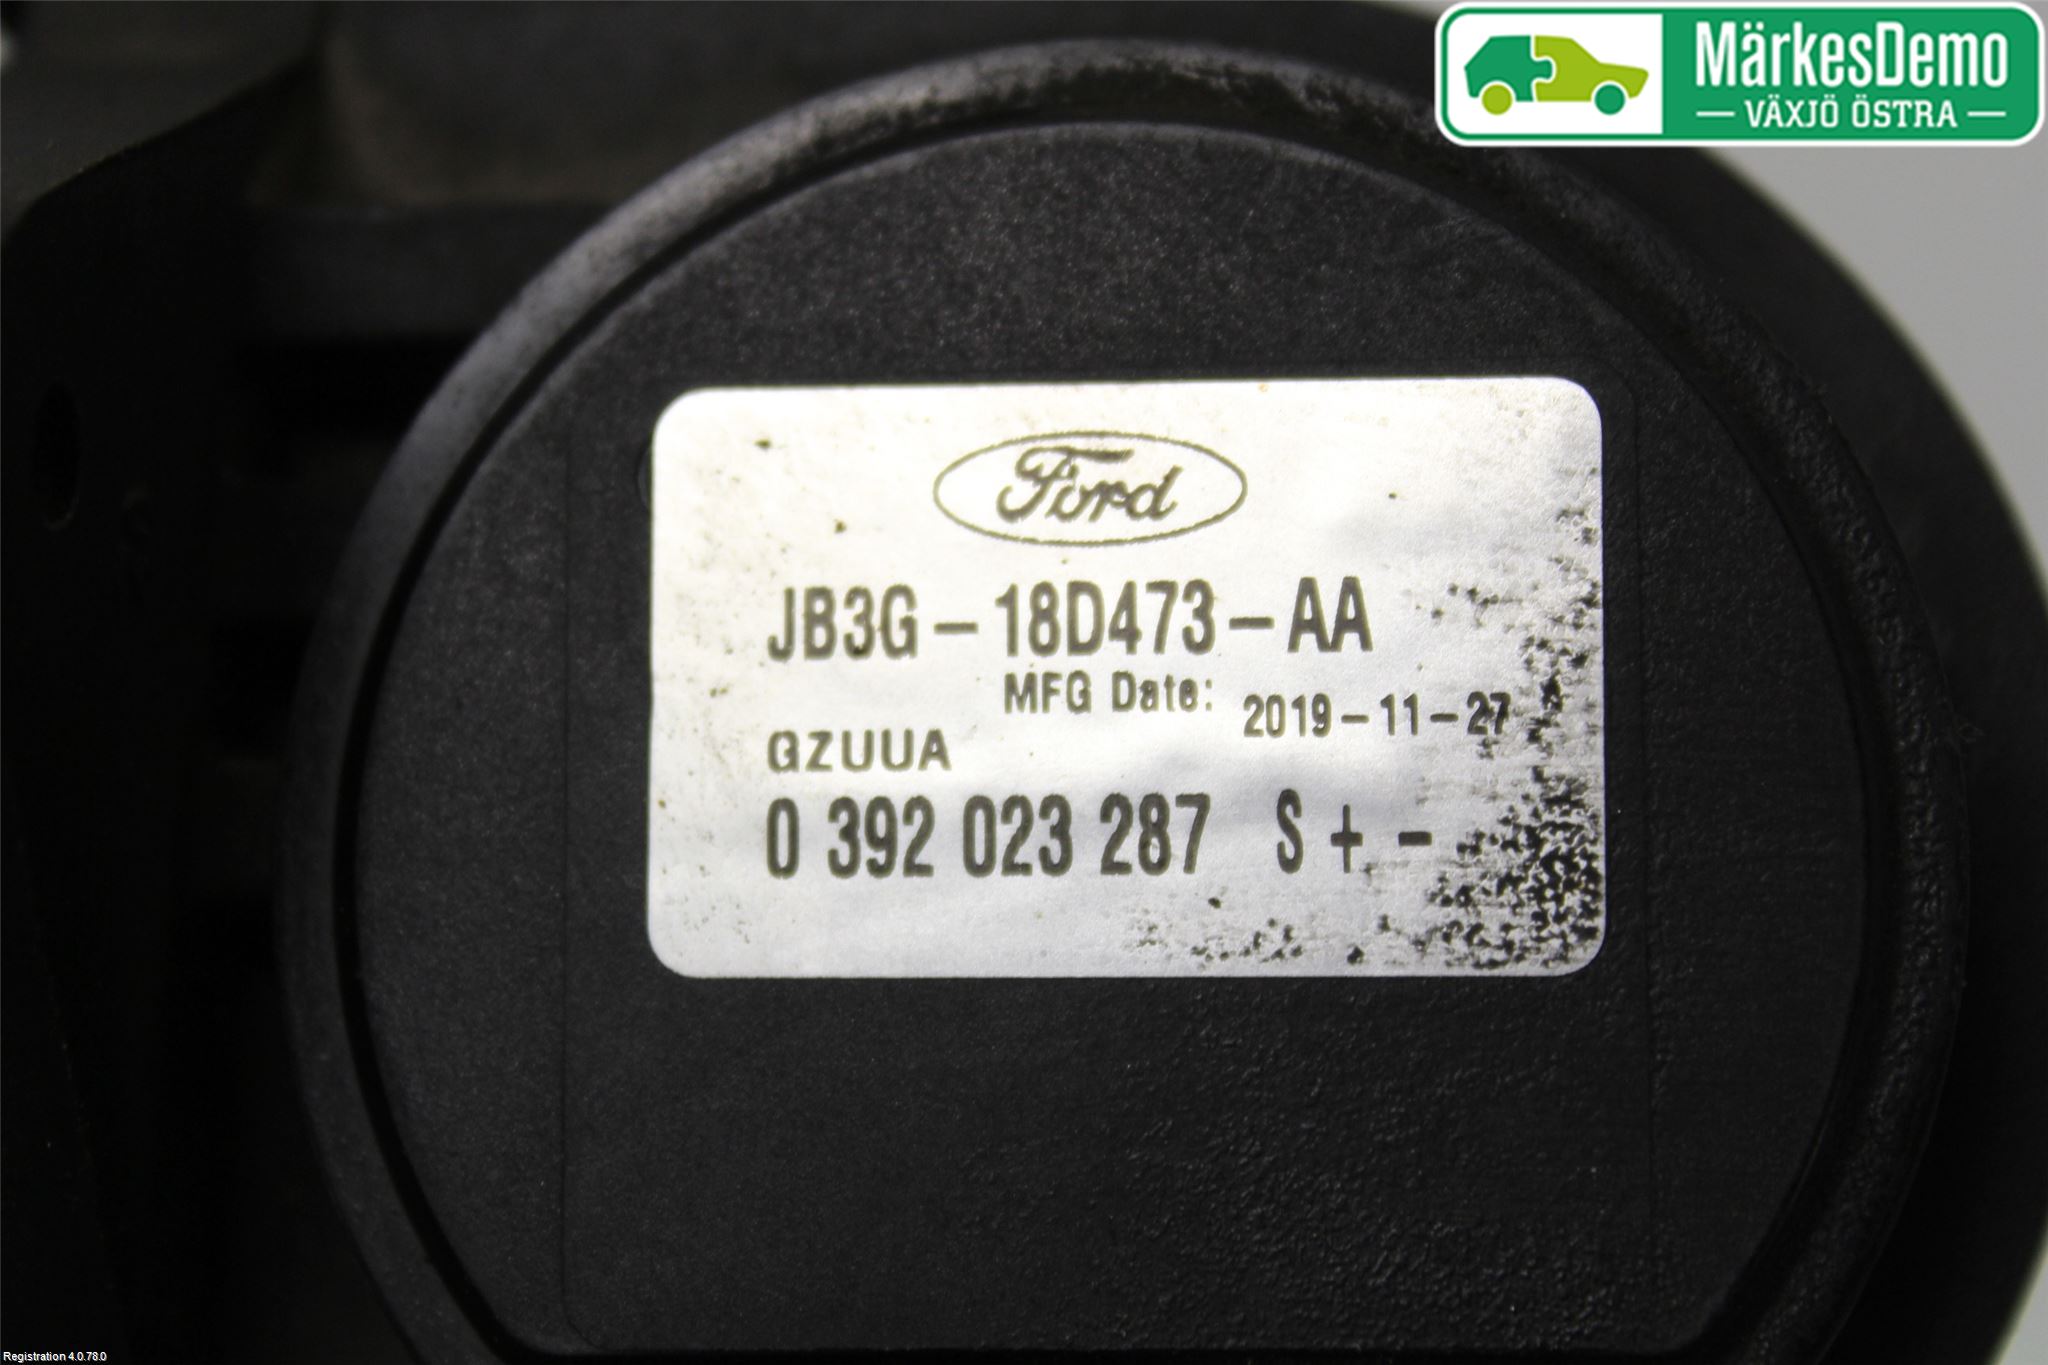 MärkesDemo
– VÄXJÖ ÖSTRA –
Ford
JB3G-18D473-AA
MFG Date: 2019-11-27
GZUUA
0 392 023 287 S + -
Registration 4.0.78.0